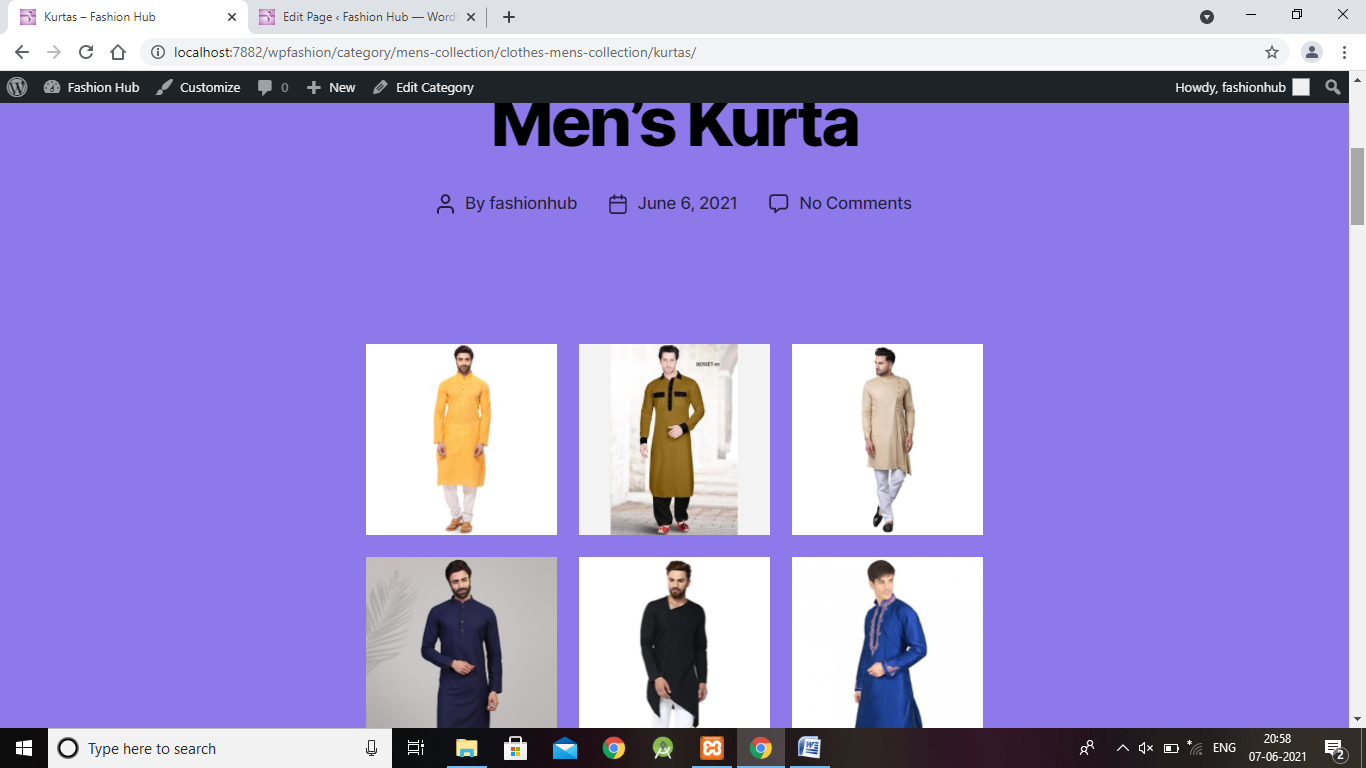 Kurtas – Fashion Hub
Edit Page ‹ Fashion Hub — Word
localhost:7882/wpfashion/category/mens-collection/clothes-mens-collection/kurtas/
Fashion Hub Customize 0 New Edit Category Howdy, fashionhub
Men's Kurta
By fashionhub June 6, 2021 No Comments
BOSSET-01
Type here to search
ENG
20:58
07-06-2021
2